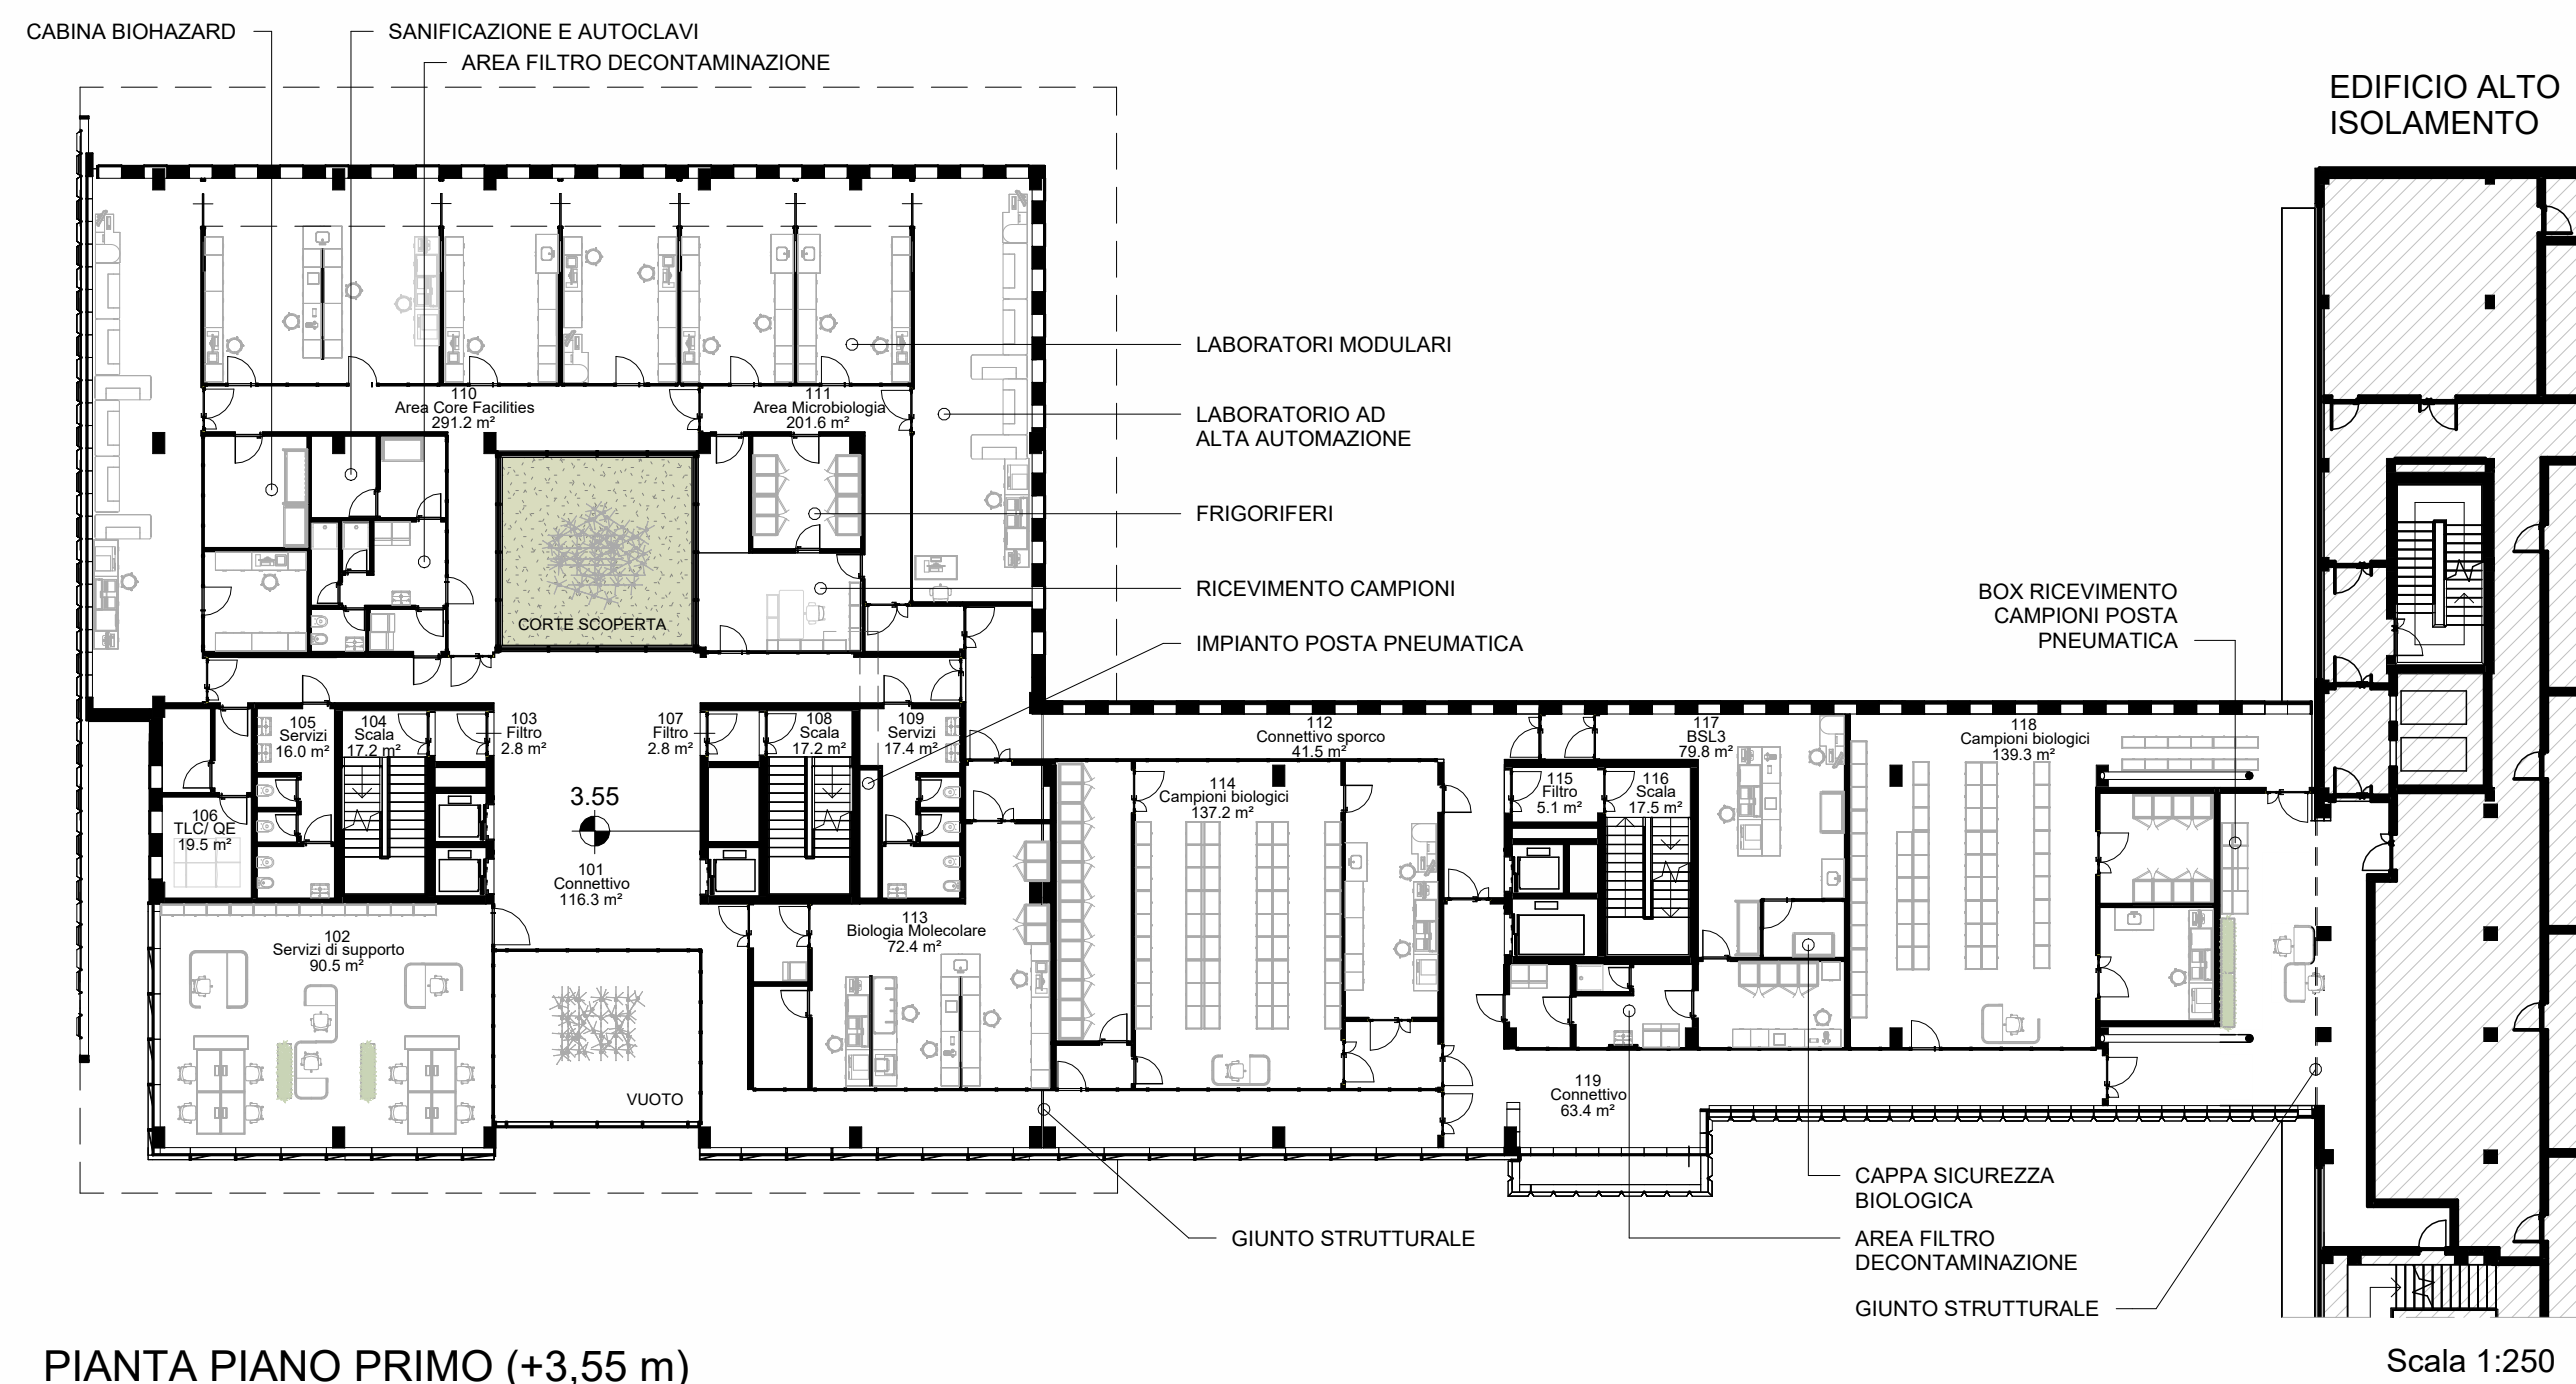 CABINA BIOHAZARD
SANIFICAZIONE E AUTOCLAVI
AREA FILTRO DECONTAMINAZIONE
EDIFICIO ALTO
ISOLAMENTO
LABORATORI MODULARI
110
Area Core Facilities
291.2 m²
111
Area Microbiologia
201.6 m²
LABORATORIO AD
ALTA AUTOMAZIONE
FRIGORIFERI
RICEVIMENTO CAMPIONI
CORTE SCOPERTA
IMPIANTO POSTA PNEUMATICA
BOX RICEVIMENTO
CAMPIONI POSTA
PNEUMATICA
105
Servizi
16.0 m²
104
Scala
17.2 m²
103
Filtro
2.8 m²
107
Filtro
2.8 m²
108
Scala
17.2 m²
109
Servizi
17.4 m²
112
Connettivo sporco
41.5 m²
117
BSL3
79.8 m²
118
Campioni biologici
139.3 m²
106
TLC/ QE
19.5 m²
3.55
101
Connettivo
116.3 m²
114
Campioni biologici
137.2 m²
115
Filtro
5.1 m²
116
Scala
17.5 m²
102
Servizi di supporto
90.5 m²
113
Biologia Molecolare
72.4 m²
VUOTO
119
Connettivo
63.4 m²
CAPPA SICUREZZA
BIOLOGICA
GIUNTO STRUTTURALE
AREA FILTRO
DECONTAMINAZIONE
GIUNTO STRUTTURALE
PIANTA PIANO PRIMO (+3,55 m)
Scala 1:250